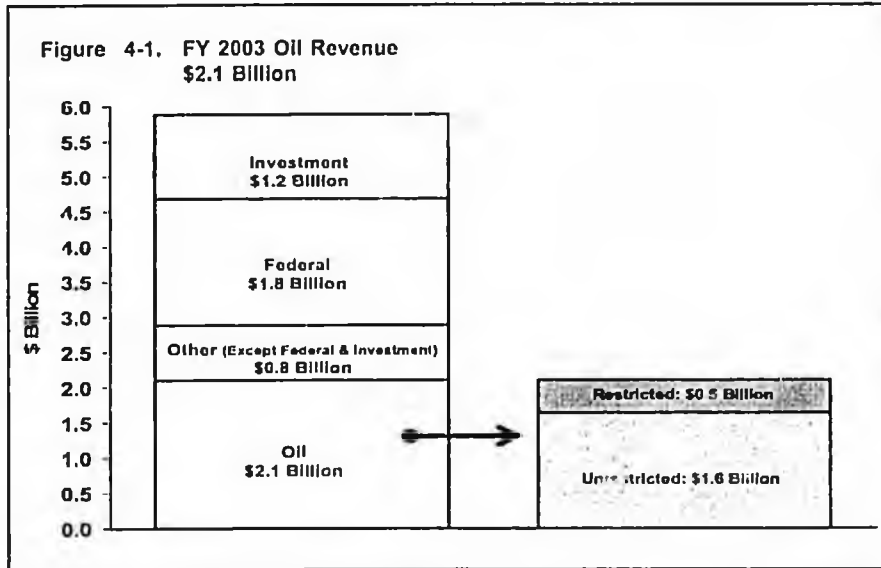 Figure 4-1. FY 2003 Oil Revenue
$2.1 Billion
6.0
5.5
5.0
4.5
4.0
3.5
3.0
2.5
2.0
1.5
1.0
0.5
0.0
$ Billion
Investment
$1.2 Billion
Federal
$1.8 Billion
Other (Except Federal & Investment)
$0.8 Billion
Oil
$2.1 Billion
Restricted: $0.5 Billion
Unrestricted: $1.6 Billion